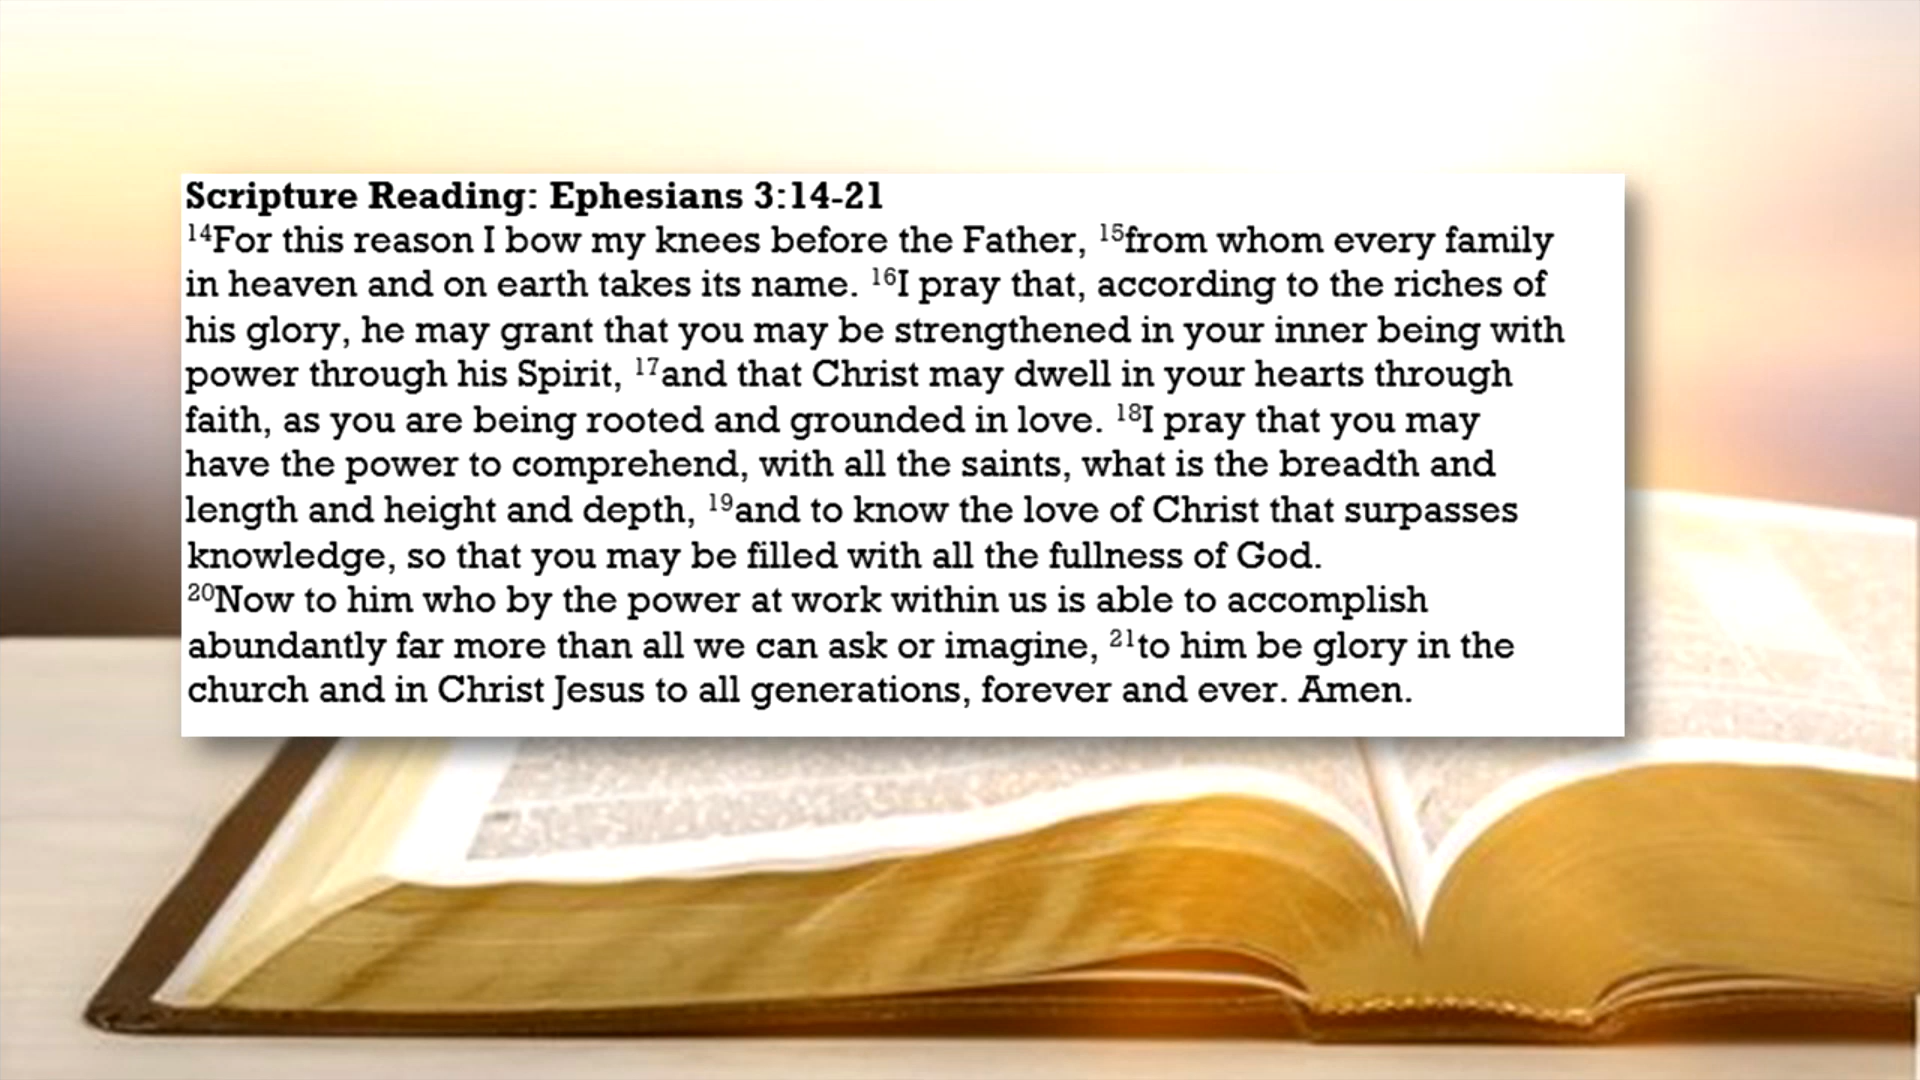 Scripture Reading: Ephesians 3:14-21
¹⁴For this reason I bow my knees before the Father, ¹⁵from whom every family
in heaven and on earth takes its name. ¹⁶I pray that, according to the riches of
his glory, he may grant that you may be strengthened in your inner being with
power through his Spirit, ¹⁷and that Christ may dwell in your hearts through
faith, as you are being rooted and grounded in love. ¹⁸I pray that you may
have the power to comprehend, with all the saints, what is the breadth and
length and height and depth, ¹⁹and to know the love of Christ that surpasses
knowledge, so that you may be filled with all the fullness of God.
²⁰Now to him who by the power at work within us is able to accomplish
abundantly far more than all we can ask or imagine, ²¹to him be glory in the
church and in Christ Jesus to all generations, forever and ever. Amen.